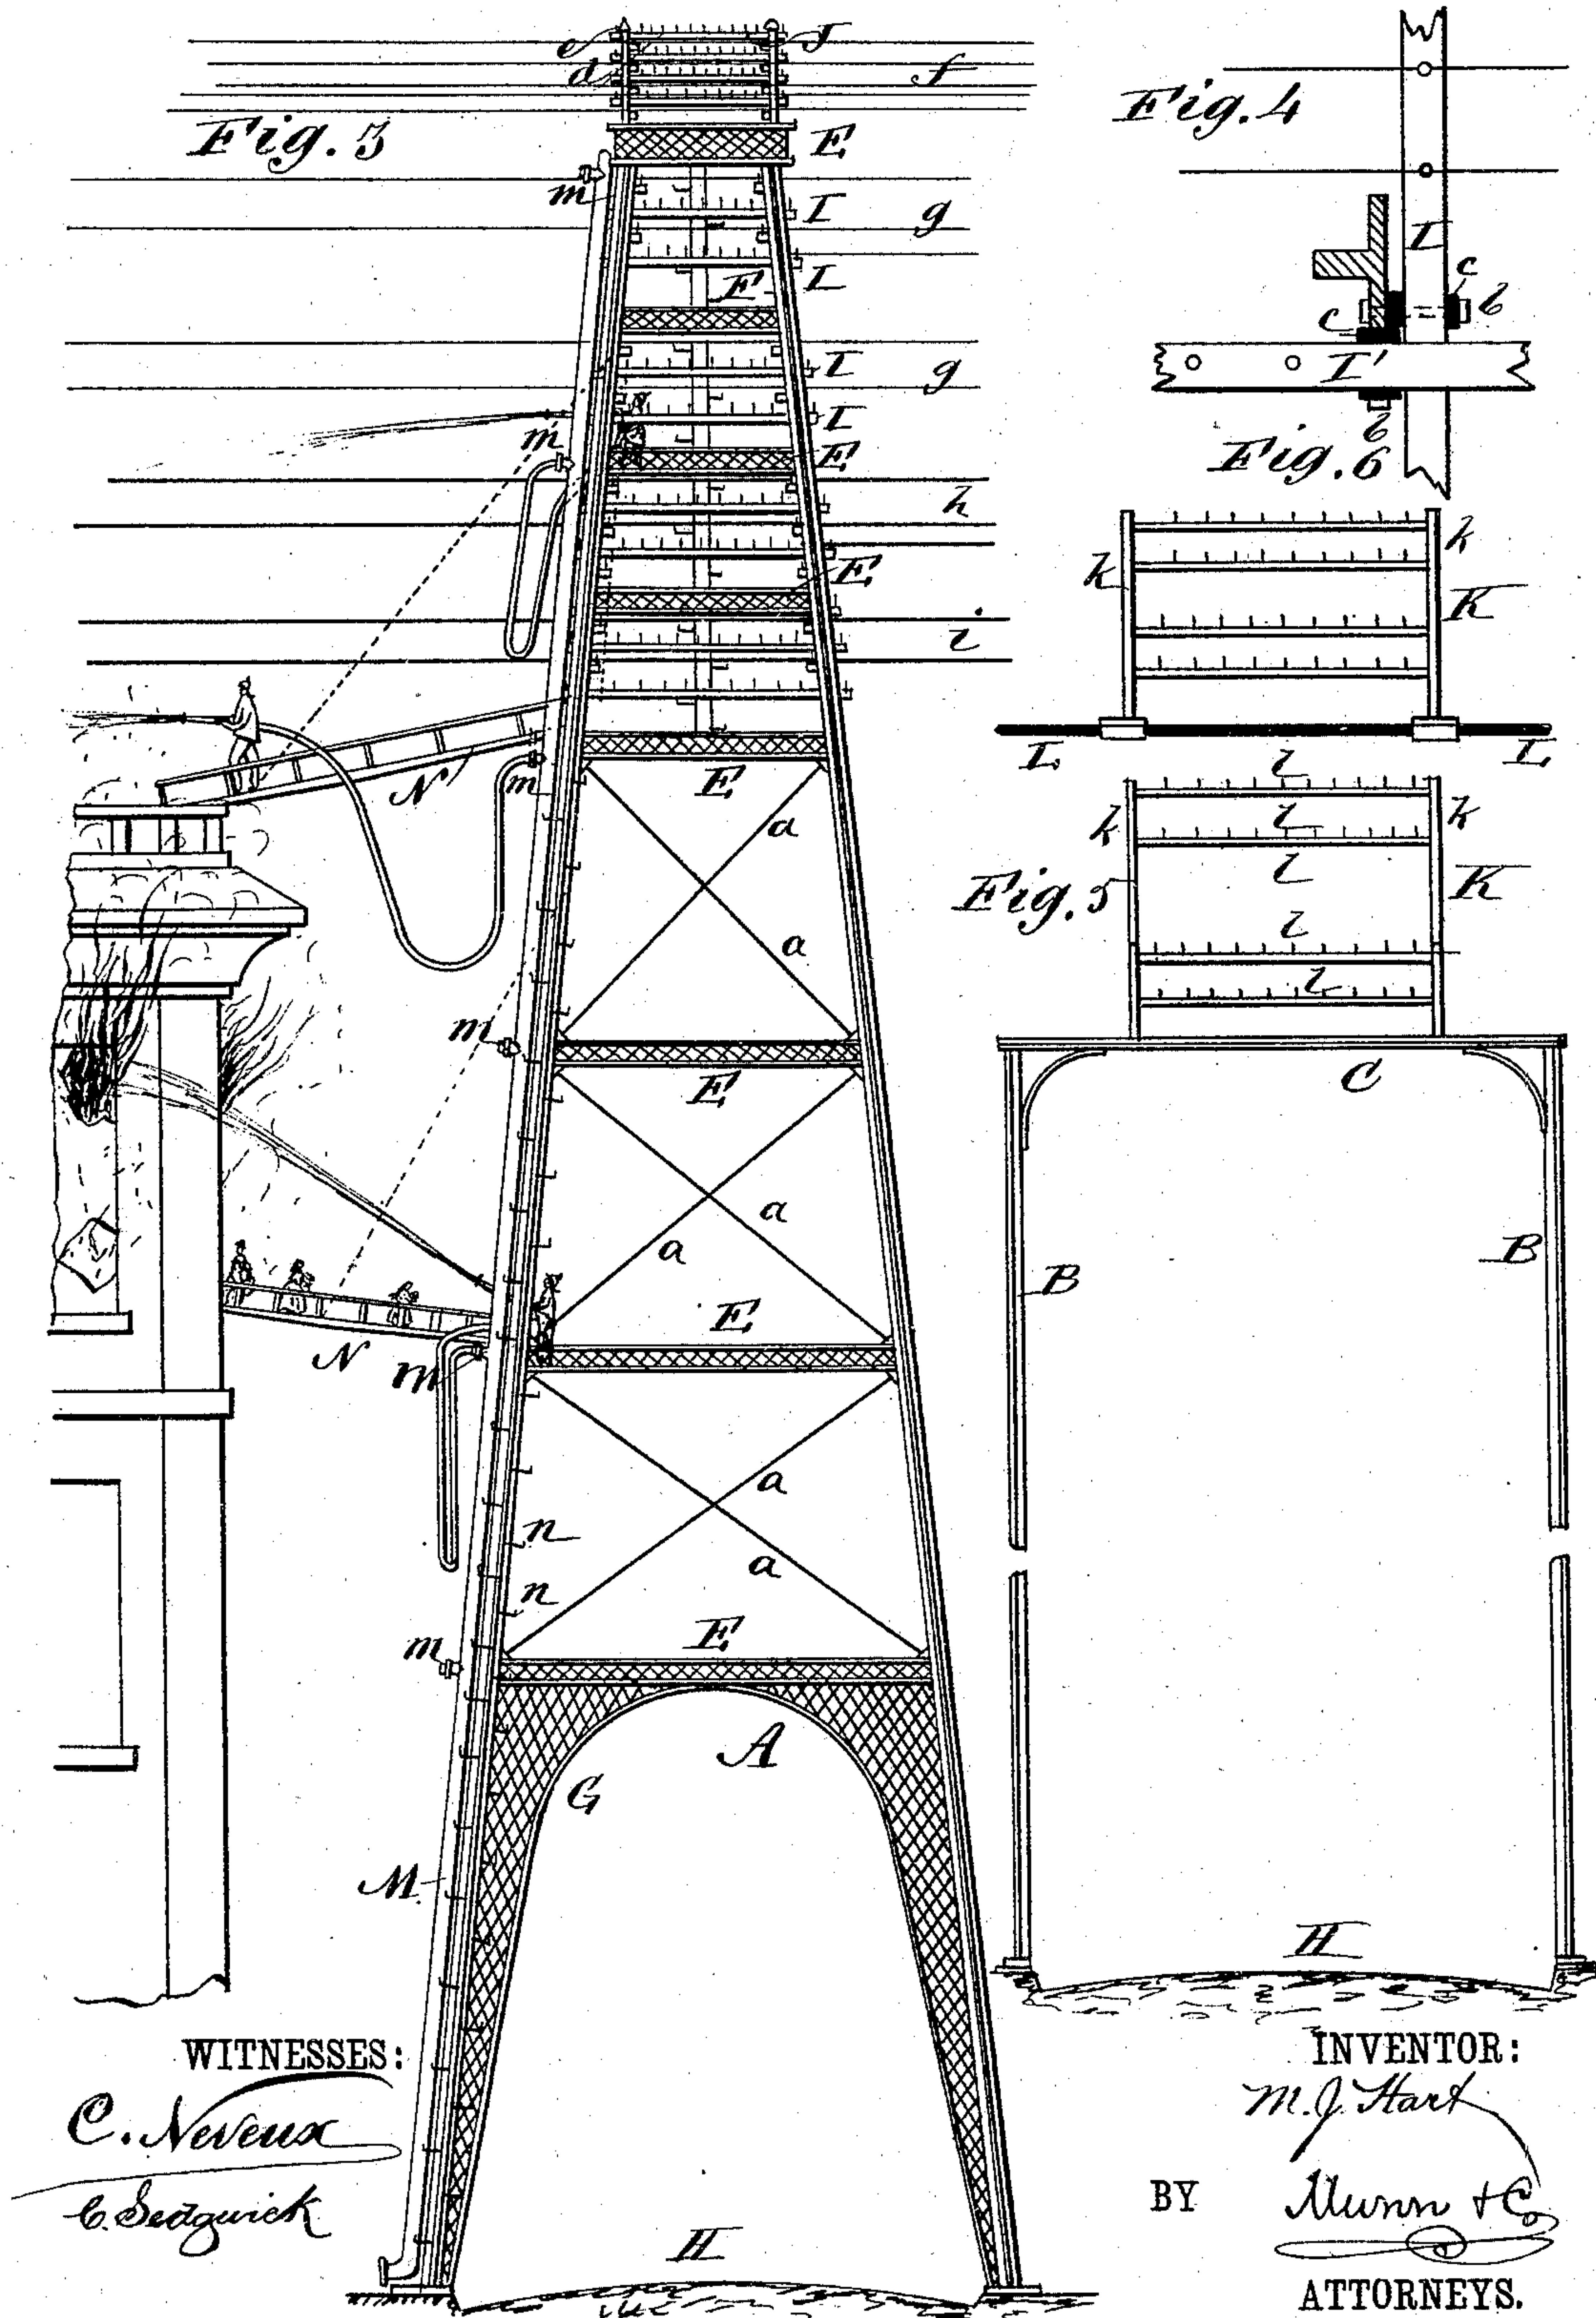 e J
d f
Fig. 3
E
m
I g
I
F
I g
I
m
E
h
E
i
N'
m
E
a
a
m
E
a
a
E
N
m
a
n
a
n
E
m
A
G
M
H
Fig. 4
I
c
b
c
I'
b
Fig. 6
k
k
K
L L
l
k l k
l
Fig. 5 K
l
l
C
B B
H
WITNESSES:
C. Neveux
C. Sedgwick
INVENTOR:
M. J. Hart
BY Munn & Co
ATTORNEYS.